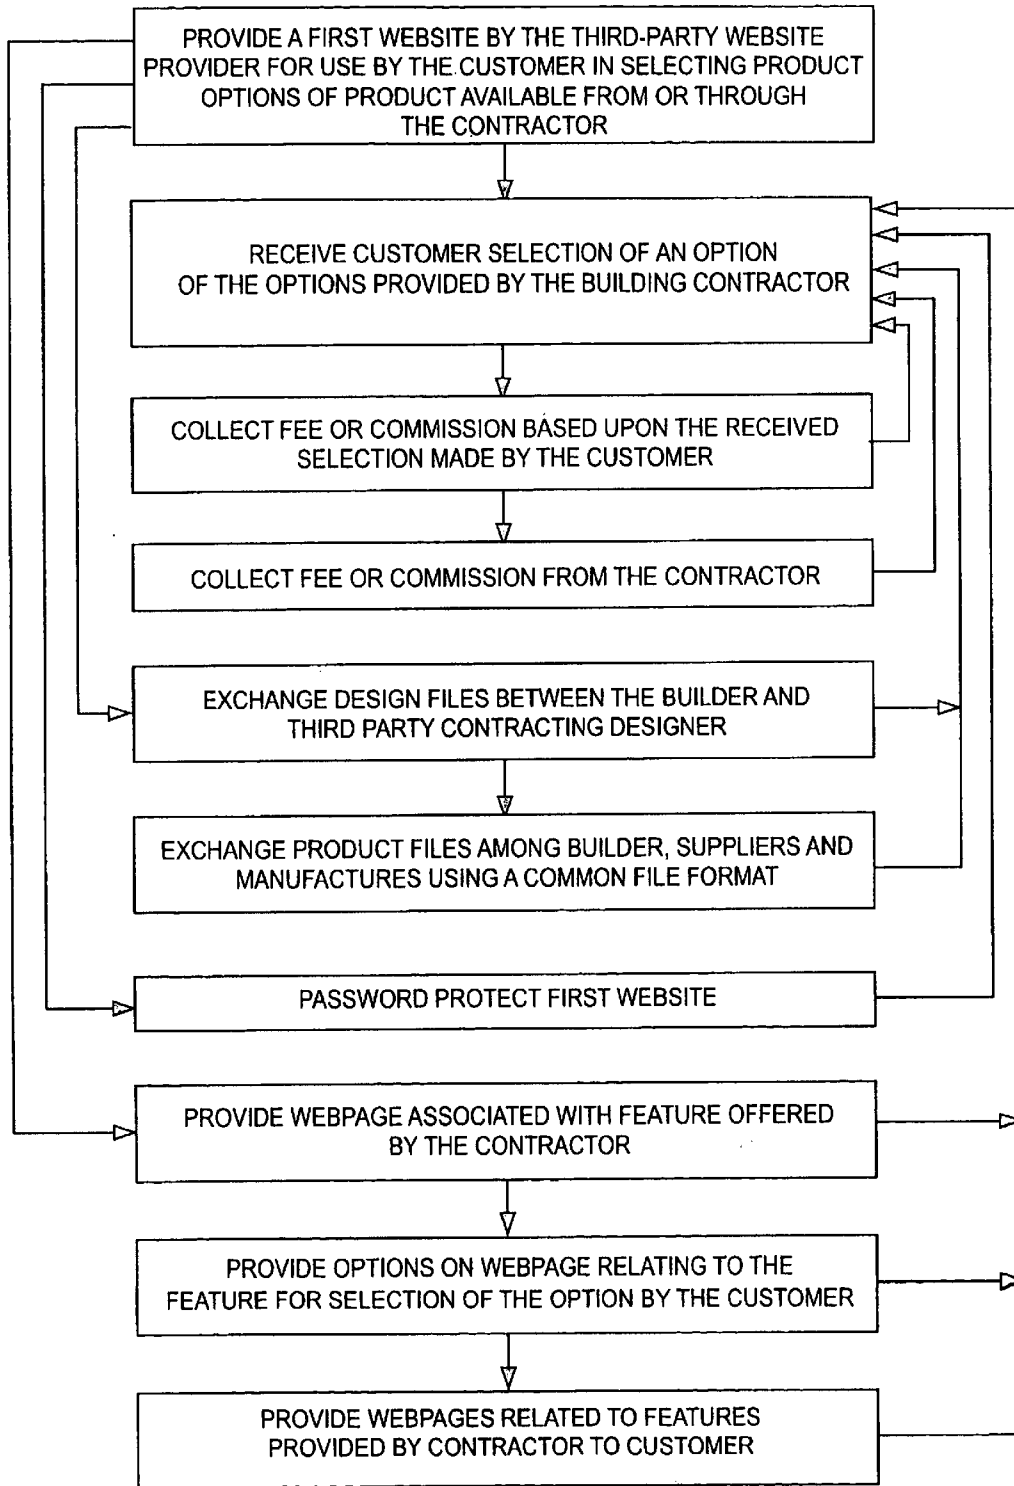 PROVIDE A FIRST WEBSITE BY THE THIRD-PARTY WEBSITE
PROVIDER FOR USE BY THE CUSTOMER IN SELECTING PRODUCT
OPTIONS OF PRODUCT AVAILABLE FROM OR THROUGH
THE CONTRACTOR
RECEIVE CUSTOMER SELECTION OF AN OPTION
OF THE OPTIONS PROVIDED BY THE BUILDING CONTRACTOR
COLLECT FEE OR COMMISSION BASED UPON THE RECEIVED
SELECTION MADE BY THE CUSTOMER
COLLECT FEE OR COMMISSION FROM THE CONTRACTOR
EXCHANGE DESIGN FILES BETWEEN THE BUILDER AND
THIRD PARTY CONTRACTING DESIGNER
EXCHANGE PRODUCT FILES AMONG BUILDER, SUPPLIERS AND
MANUFACTURES USING A COMMON FILE FORMAT
PASSWORD PROTECT FIRST WEBSITE
PROVIDE WEBPAGE ASSOCIATED WITH FEATURE OFFERED
BY THE CONTRACTOR
PROVIDE OPTIONS ON WEBPAGE RELATING TO THE
FEATURE FOR SELECTION OF THE OPTION BY THE CUSTOMER
PROVIDE WEBPAGES RELATED TO FEATURES
PROVIDED BY CONTRACTOR TO CUSTOMER